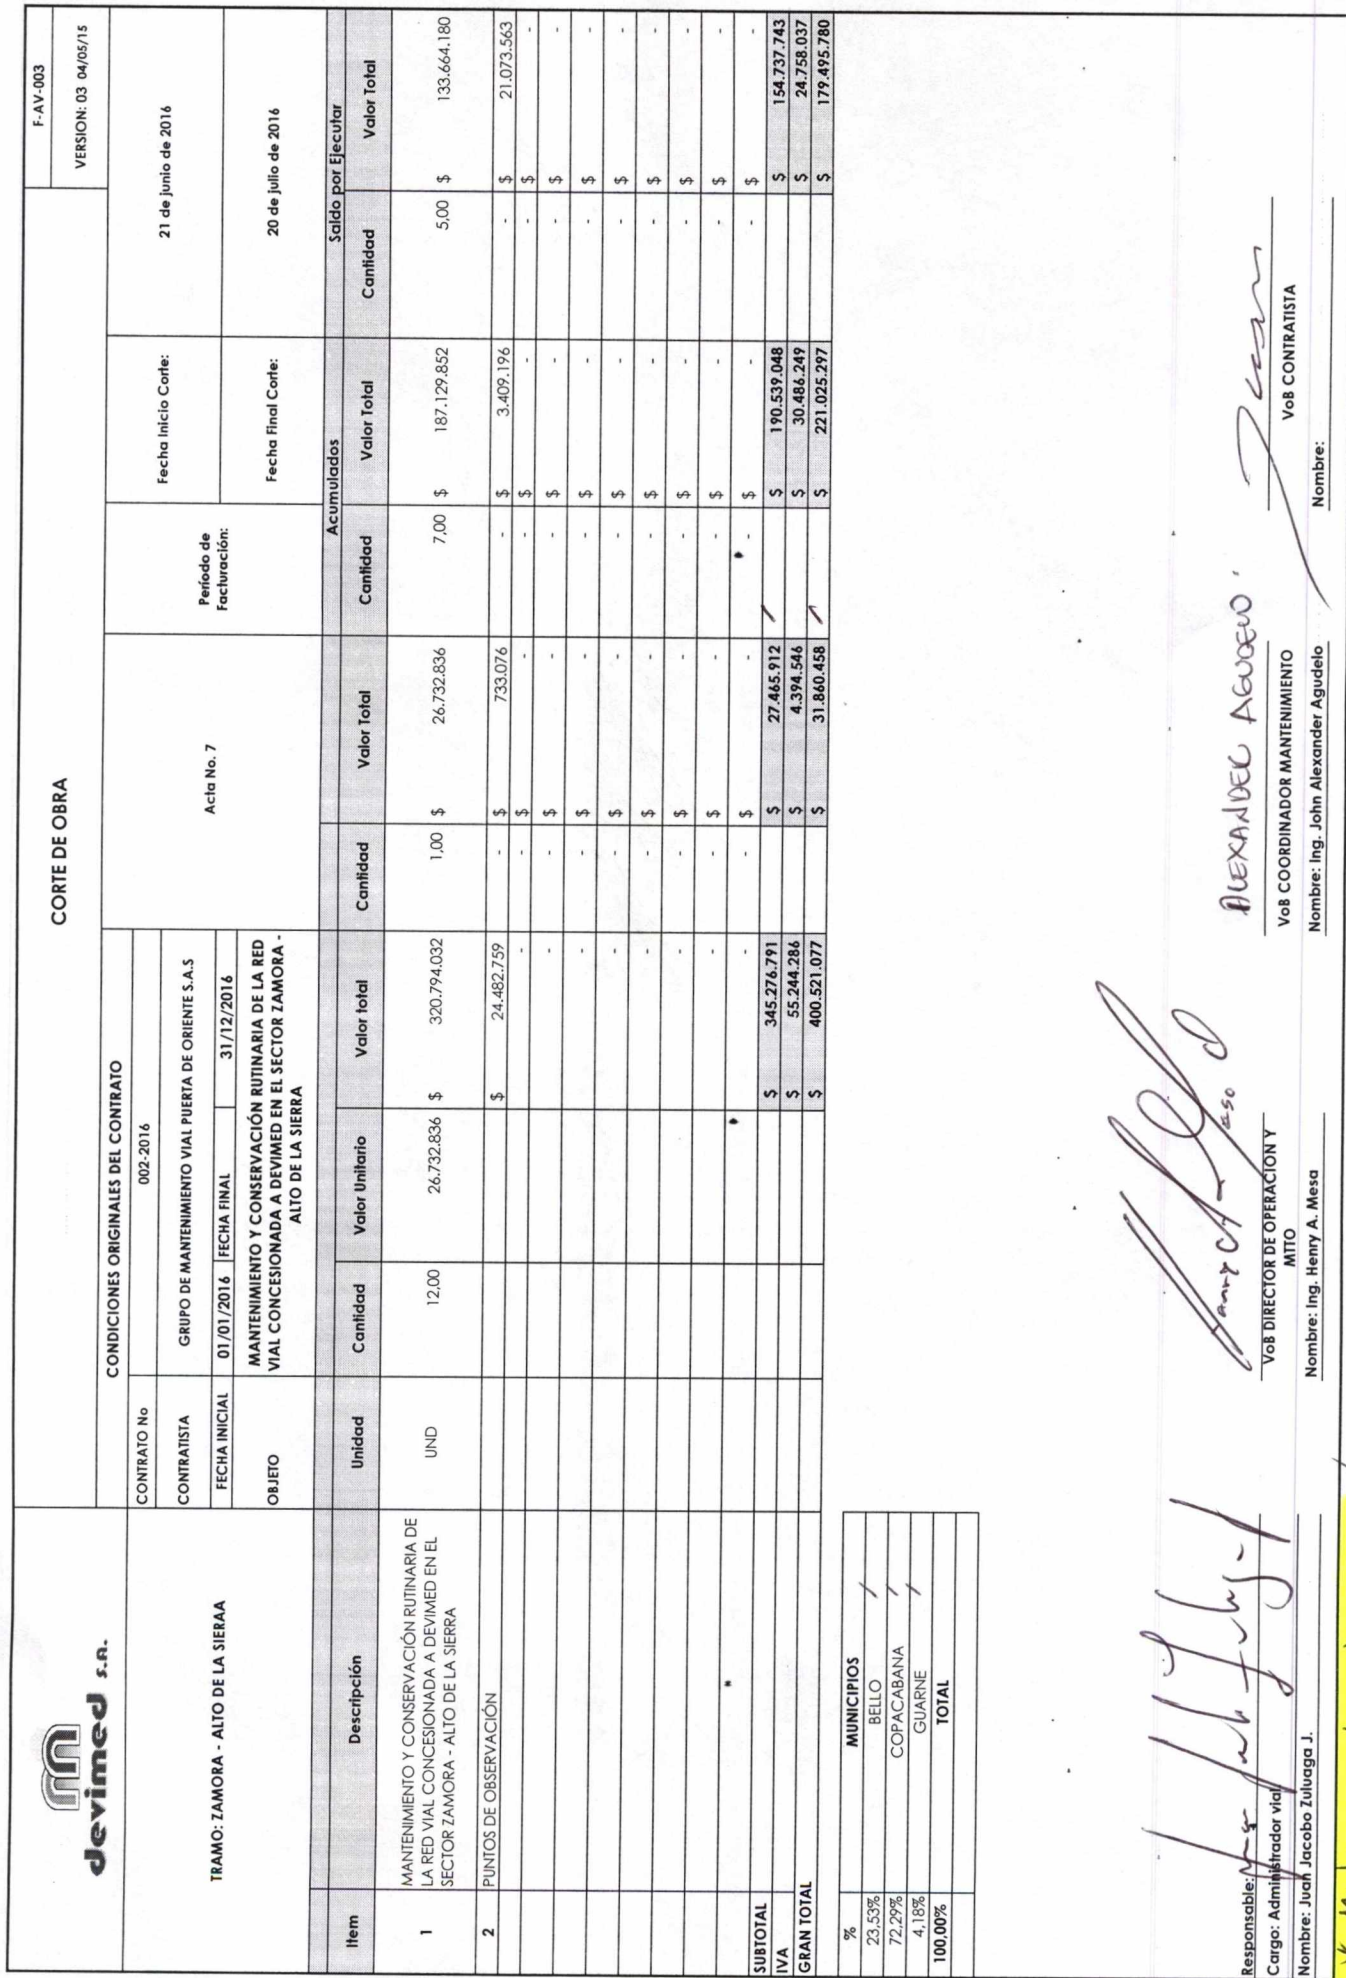 devimed s.a.
CORTE DE OBRA
F-AV-003
VERSION: 03 04/05/15
TRAMO: ZAMORA - ALTO DE LA SIERAA
CONDICIONES ORIGINALES DEL CONTRATO
CONTRATO No 002-2016
CONTRATISTA GRUPO DE MANTENIMIENTO VIAL PUERTA DE ORIENTE S.A.S
FECHA INICIAL 01/01/2016 FECHA FINAL 31/12/2016
OBJETO MANTENIMIENTO Y CONSERVACIÓN RUTINARIA DE LA RED
VIAL CONCESIONADA A DEVIMED EN EL SECTOR ZAMORA -
ALTO DE LA SIERRA
Acta No. 7
Período de
Facturación:
Fecha Inicio Corte: 21 de junio de 2016
Fecha Final Corte: 20 de julio de 2016
Acumulados Saldo por Ejecutar
Item Descripción Unidad Cantidad Valor Unitario Valor total Cantidad Valor Total Cantidad Valor Total Cantidad Valor Total
1 MANTENIMIENTO Y CONSERVACIÓN RUTINARIA DE
LA RED VIAL CONCESIONADA A DEVIMED EN EL
SECTOR ZAMORA - ALTO DE LA SIERRA
UND 12,00 26.732.836 $ 320.794.032 1,00 $ 26.732.836 7,00 $ 187.129.852 5,00 $ 133.664.180
2 PUNTOS DE OBSERVACIÓN $ 24.482.759 - $ 733.076 - $ 3.409.196 - $ 21.073.563
- - $ - - $ - - $ -
- - $ - - $ - - $ -
- - $ - - $ - - $ -
- - $ - - $ - - $ -
- - $ - - $ - - $ -
- - $ - - $ - - $ -
- - $ - - $ - - $ -
- - $ - - $ - - $ -
SUBTOTAL $ 345.276.791 $ 27.465.912 $ 190.539.048 $ 154.737.743
IVA $ 55.244.286 $ 4.394.546 $ 30.486.249 $ 24.758.037
GRAN TOTAL $ 400.521.077 $ 31.860.458 $ 221.025.297 $ 179.495.780
% MUNICIPIOS
23,53% BELLO
72,29% COPACABANA
4,18% GUARNE
100,00% TOTAL
ALEXANDER AGUDELO
Responsable:
Cargo: Administrador vial
Nombre: Juan Jacobo Zuluaga J.
VoB DIRECTOR DE OPERACION Y
MTTO
Nombre: Ing. Henry A. Mesa
VoB COORDINADOR MANTENIMIENTO
Nombre: Ing. John Alexander Agudelo
VoB CONTRATISTA
Nombre: